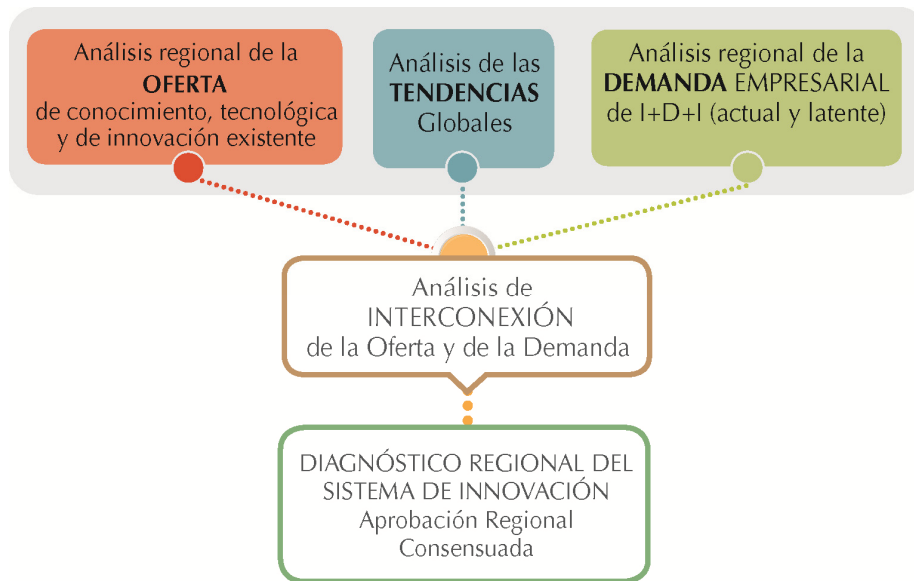 Análisis regional de la
OFERTA
de conocimiento, tecnológica
y de innovación existente
Análisis de las
TENDENCIAS
Globales
Análisis regional de la
DEMANDA EMPRESARIAL
de I+D+I (actual y latente)
Análisis de
INTERCONEXIÓN
de la Oferta y de la Demanda
DIAGNÓSTICO REGIONAL DEL
SISTEMA DE INNOVACIÓN
Aprobación Regional
Consensuada